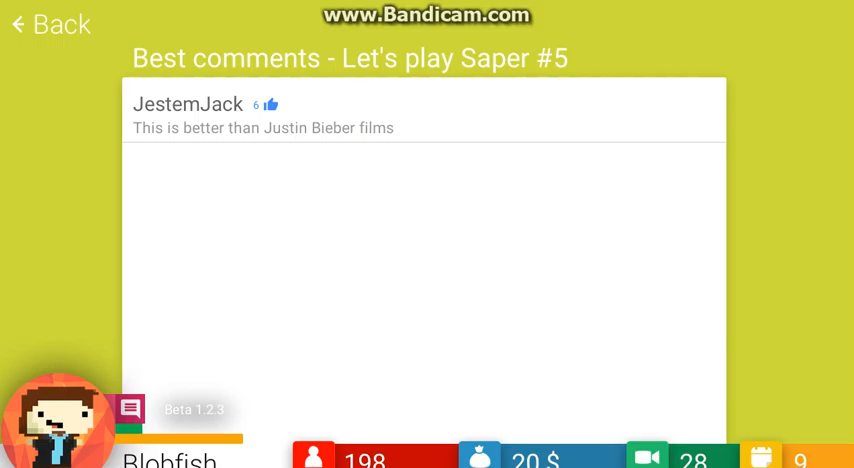 www.Bandicam.com
Back
Best comments - Let's play Saper #5
JestemJack 6
This is better than Justin Bieber films
Beta 1.2.3
Blobfish
198
20 $
28
9